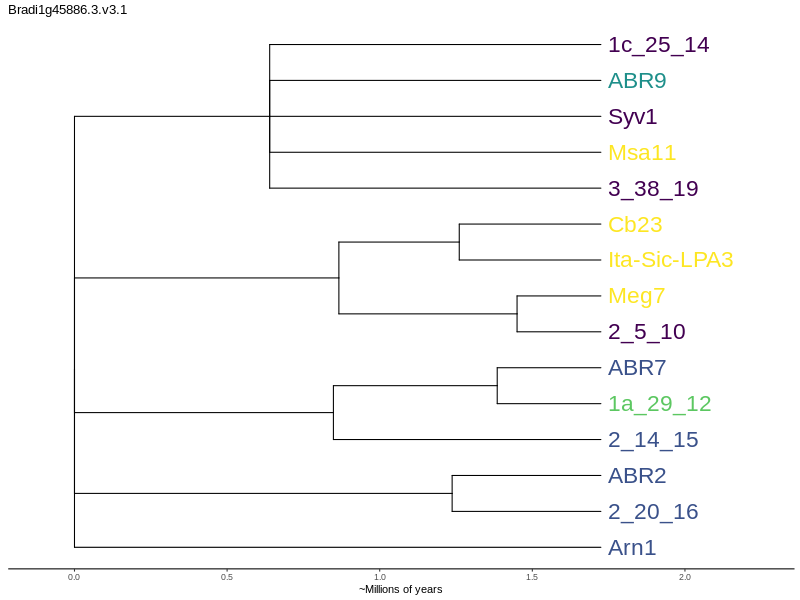 Bradi1g45886.3.v3.1
1c_25_14
ABR9
Syv1
Msa11
3_38_19
Cb23
Ita-Sic-LPA3
Meg7
2_5_10
ABR7
1a_29_12
2_14_15
ABR2
2_20_16
Arn1
0.0 0.5 1.0 1.5 2.0
~Millions of years